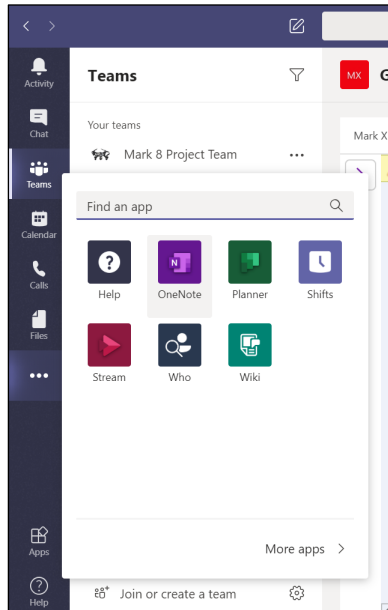 Activity
Chat
Teams
Calendar
Calls
Files
Apps
Help
Teams
Your teams
Mark 8 Project Team
MX
G
Mark X
Find an app
Help
OneNote
Planner
Shifts
Stream
Who
Wiki
More apps
Join or create a team